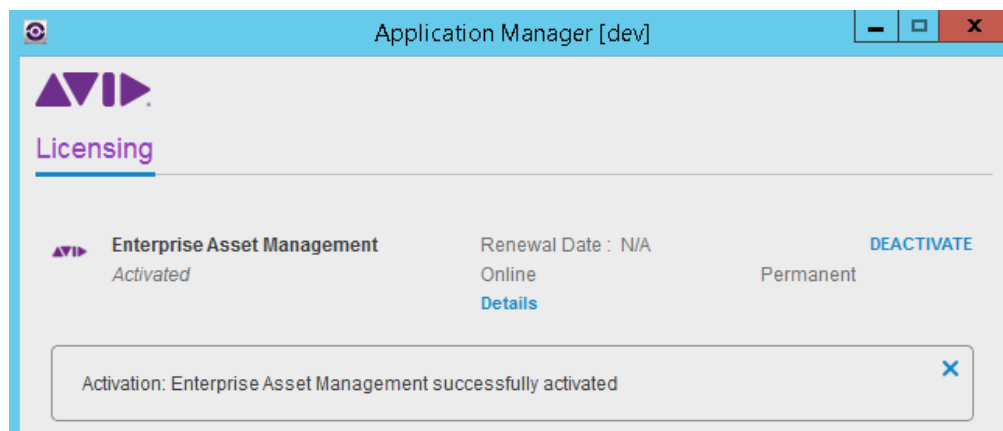 Application Manager [dev]
AVID.
Licensing
AVID Enterprise Asset Management Renewal Date : N/A DEACTIVATE
Activated Online Permanent
Details
Activation: Enterprise Asset Management successfully activated